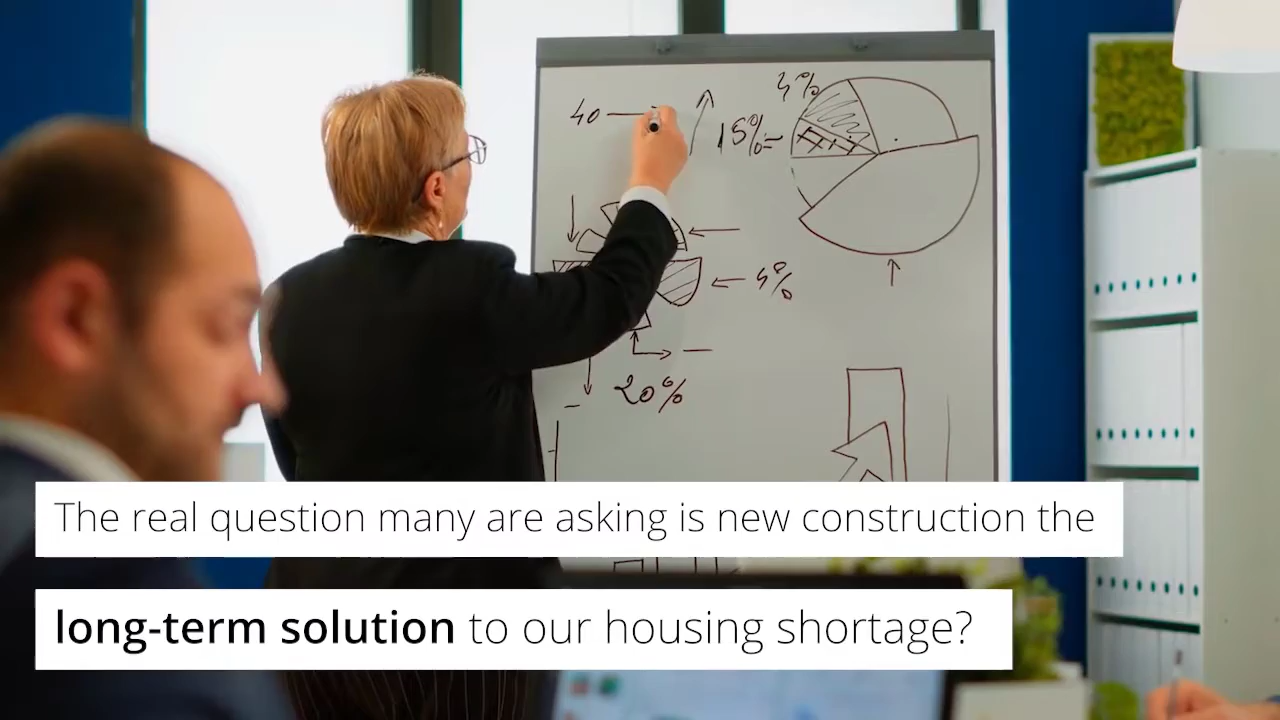 40
3%
15%=
4%
20%
The real question many are asking is new construction the
long-term solution to our housing shortage?